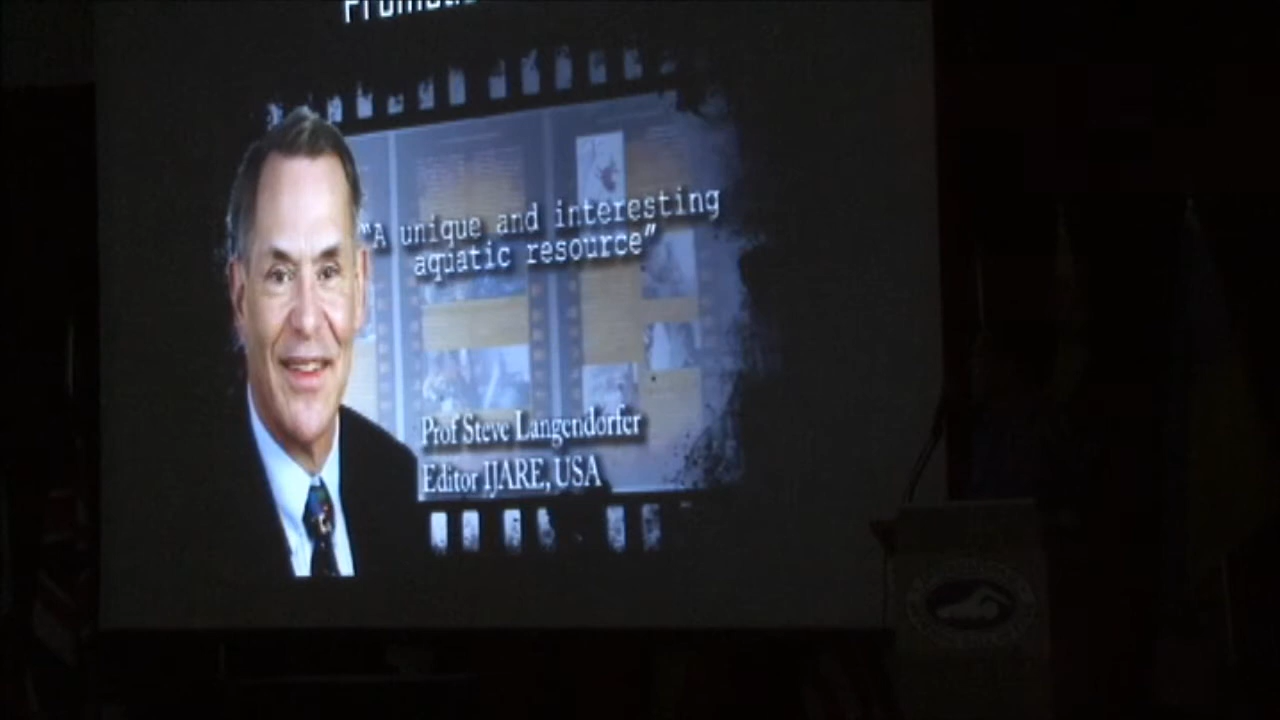 “A unique and interesting
aquatic resource”
Prof Steve Langendorfer
Editor IJARE, USA